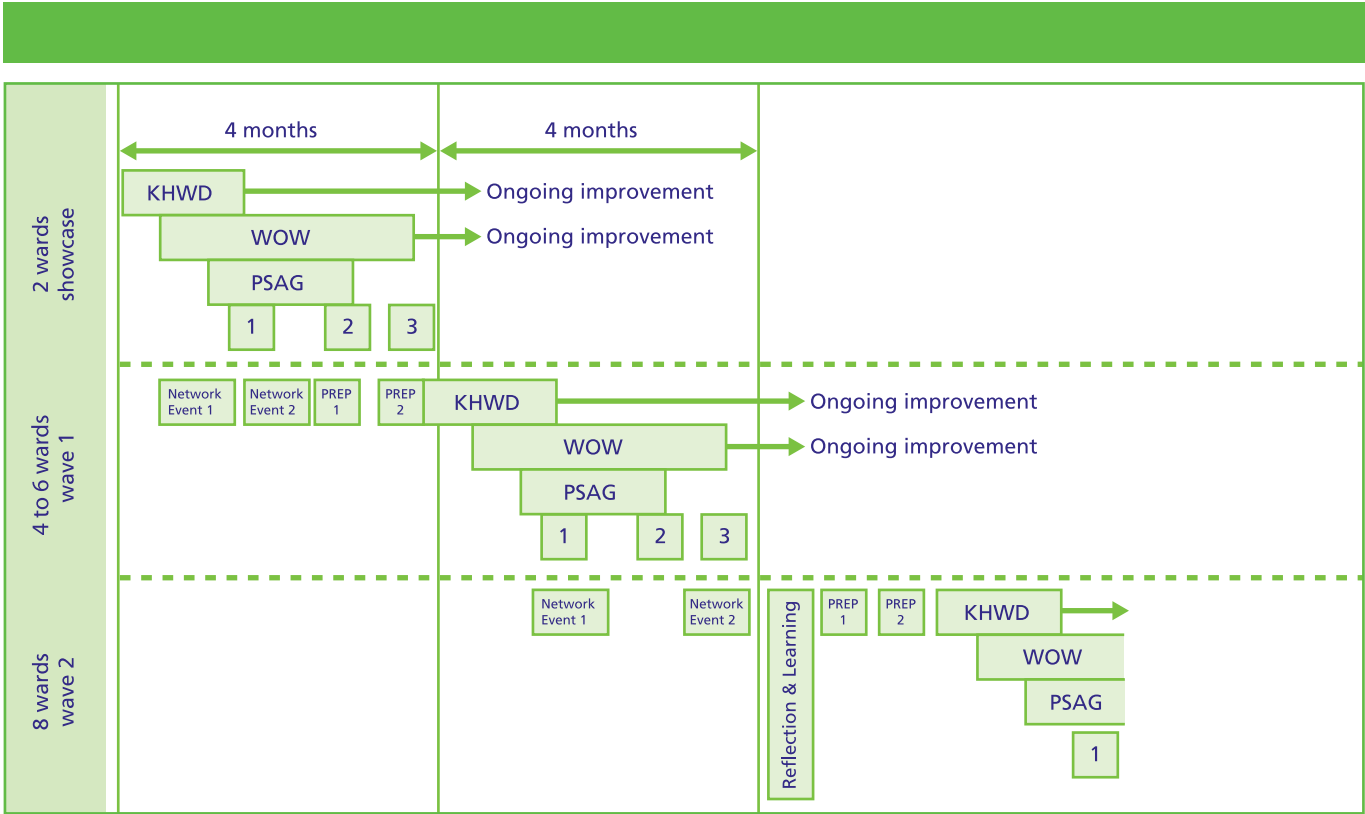 4 months
4 months
2 wards
showcase
KHWD
Ongoing improvement
WOW
Ongoing improvement
PSAG
1
2
3
4 to 6 wards
wave 1
Network
Event 1
Network
Event 2
PREP
1
PREP
2
KHWD
Ongoing improvement
WOW
Ongoing improvement
PSAG
1
2
3
8 wards
wave 2
Network
Event 1
Network
Event 2
Reflection & Learning
PREP
1
PREP
2
KHWD
WOW
PSAG
1